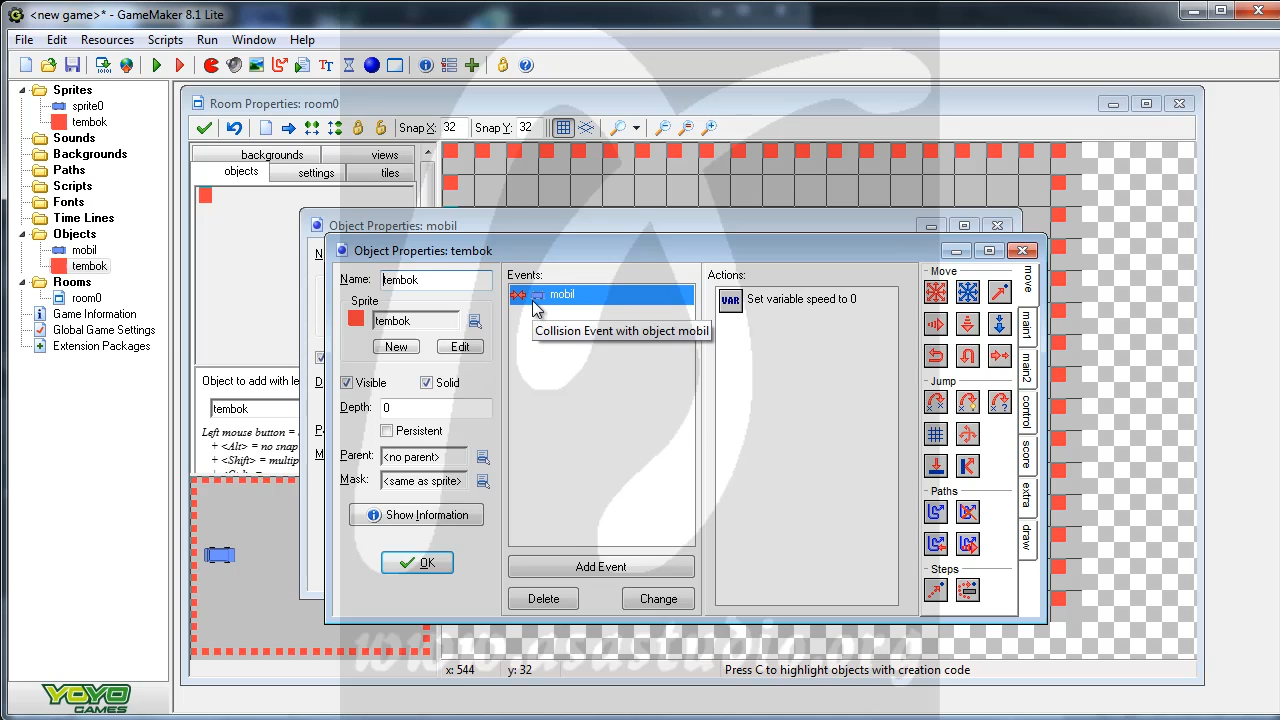 <new game>* - GameMaker 8.1 Lite
File Edit Resources Scripts Run Window Help
Sprites
sprite0
tembok
Sounds
Backgrounds
Paths
Scripts
Fonts
Time Lines
Objects
mobil
tembok
Rooms
room0
Game Information
Global Game Settings
Extension Packages
YOYO
GAMES
Room Properties: room0
Snap X: 32 Snap Y: 32
backgrounds views
objects settings tiles
Object to add with le
tembok
Left mouse button =
+ <Alt> = no snap
+ <Shift> = multip
Object Properties: mobil
Object Properties: tembok
Name: tembok
Sprite
tembok
New Edit
Visible Solid
Depth: 0
Persistent
Parent: <no parent>
Mask: <same as sprite>
Show Information
OK
Events:
mobil
Collision Event with object mobil
Add Event
Delete Change
Actions:
VAR Set variable speed to 0
Move
Jump
Paths
Steps
move
main1
main2
control
score
extra
draw
www.asastudio.org
x: 544 y: 32 Press C to highlight objects with creation code